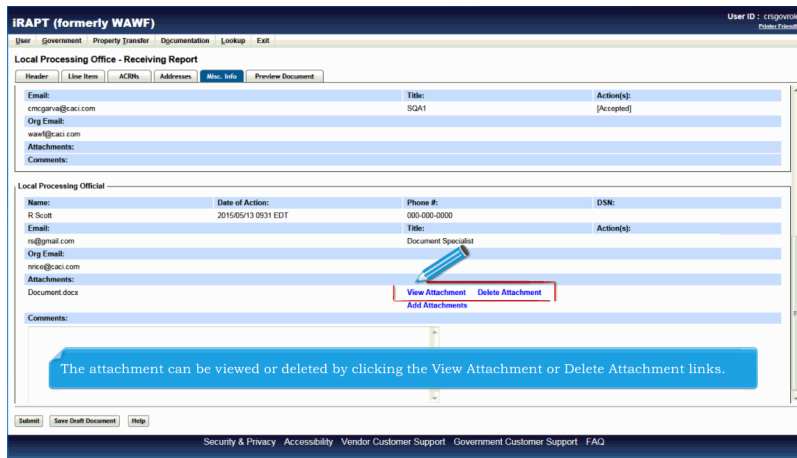 iRAPT (formerly WAWF)
User ID : crsgovrol
Printer Friendl
User Government Property Transfer Documentation Lookup Exit
Local Processing Office - Receiving Report
Header Line Item ACRNs Addresses Misc. Info Preview Document
Email: Title: Action(s):
cmcgarva@caci.com SQA1 [Accepted]
Org Email:
wawf@caci.com
Attachments:
Comments:
Local Processing Official
Name: Date of Action: Phone #: DSN:
R Scott 2015/05/13 0931 EDT 000-000-0000
Email: Title: Action(s):
rs@gmail.com Document Specialist
Org Email:
nnce@caci.com
Attachments:
Document.docx View Attachment Delete Attachment
Add Attachments
Comments:
The attachment can be viewed or deleted by clicking the View Attachment or Delete Attachment links.
Submit Save Draft Document Help
Security & Privacy Accessibility Vendor Customer Support Government Customer Support FAQ